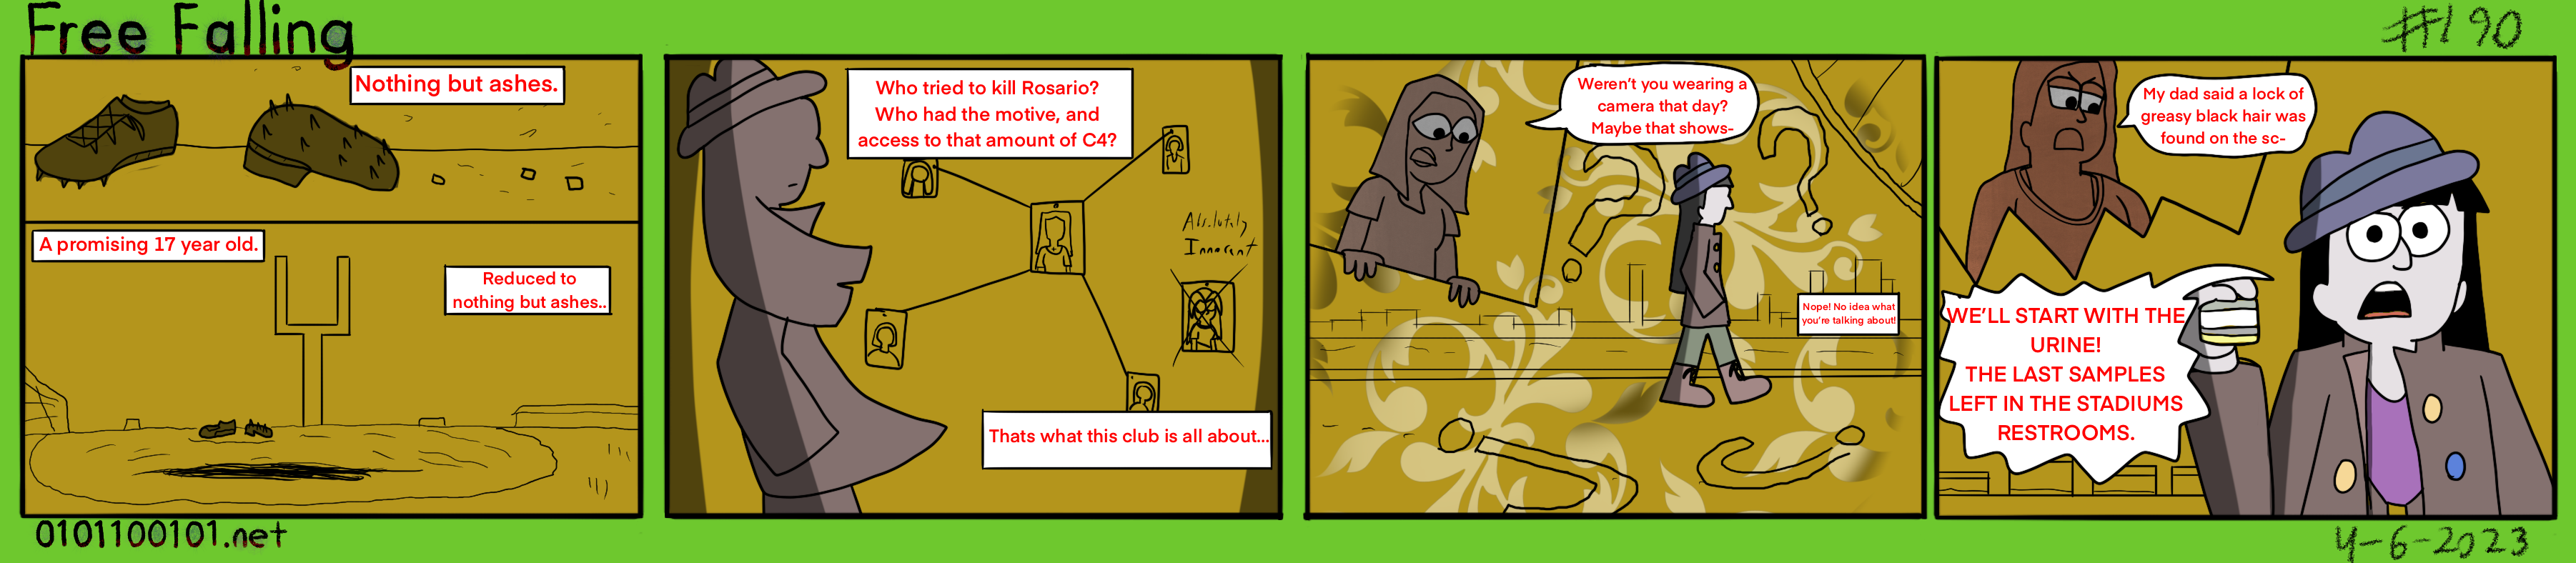 Free Falling
#190
Nothing but ashes.
A promising 17 year old.
Reduced to
nothing but ashes..
Who tried to kill Rosario?
Who had the motive, and
access to that amount of C4?
Absolutely
Innocent
Thats what this club is all about...
Weren't you wearing a
camera that day?
Maybe that shows-
Nope! No idea what
you're talking about!
My dad said a lock of
greasy black hair was
found on the sc-
WE'LL START WITH THE
URINE!
THE LAST SAMPLES
LEFT IN THE STADIUMS
RESTROOMS.
0101100101.net
4-6-2023